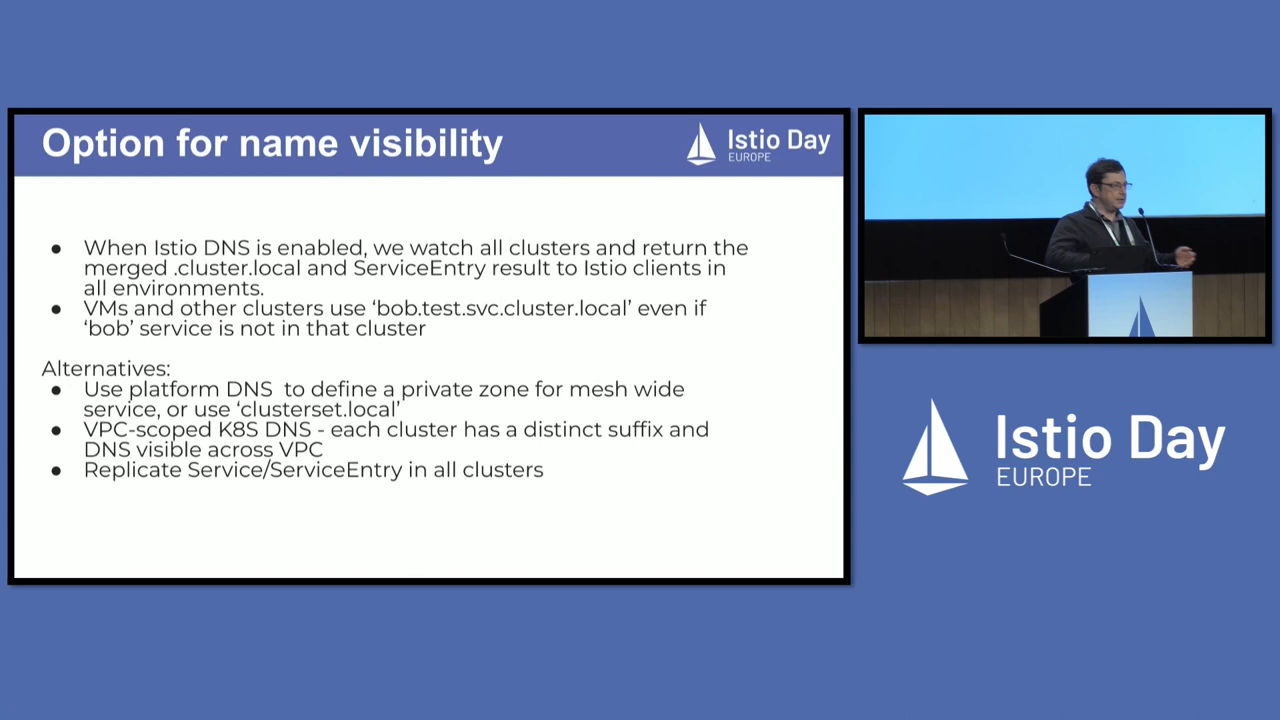 Option for name visibility
Istio Day
EUROPE
● When Istio DNS is enabled, we watch all clusters and return the
merged .cluster.local and ServiceEntry result to Istio clients in
all environments.
● VMs and other clusters use ‘bob.test.svc.cluster.local’ even if
‘bob’ service is not in that cluster
Alternatives:
● Use platform DNS  to define a private zone for mesh wide
service, or use ‘clusterset.local’
● VPC-scoped K8S DNS - each cluster has a distinct suffix and
DNS visible across VPC
● Replicate Service/ServiceEntry in all clusters
Istio Day
EUROPE